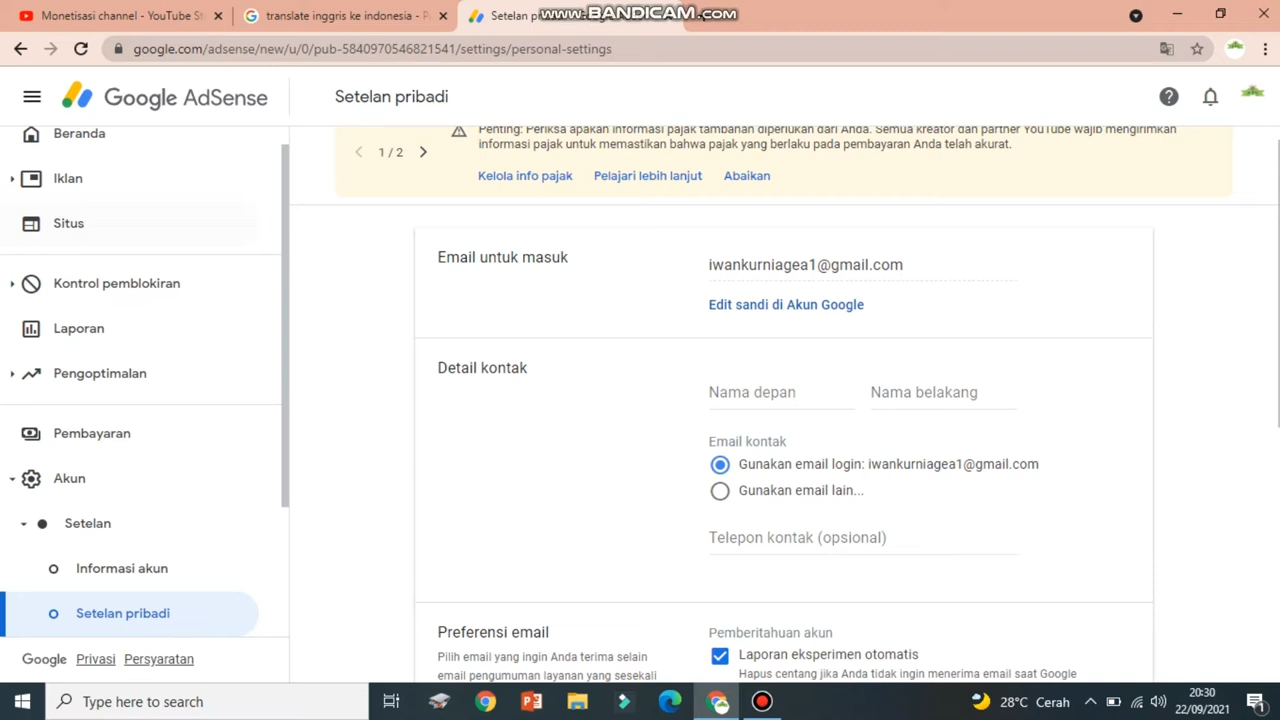 Monetisasi channel - YouTube St
translate inggris ke indonesia - P
Setelan p
www.BANDICAM.com
google.com/adsense/new/u/0/pub-5840970546821541/settings/personal-settings
Google AdSense
Setelan pribadi
Beranda
Iklan
Situs
Kontrol pemblokiran
Laporan
Pengoptimalan
Pembayaran
Akun
Setelan
Informasi akun
Setelan pribadi
Google Privasi Persyaratan
1 / 2
Penting: Periksa apakah informasi pajak tambahan diperlukan dari Anda. Semua kreator dan partner YouTube wajib mengirimkan
informasi pajak untuk memastikan bahwa pajak yang berlaku pada pembayaran Anda telah akurat.
Kelola info pajak Pelajari lebih lanjut Abaikan
Email untuk masuk
iwankurniagea1@gmail.com
Edit sandi di Akun Google
Detail kontak
Nama depan Nama belakang
Email kontak
Gunakan email login: iwankurniagea1@gmail.com
Gunakan email lain...
Telepon kontak (opsional)
Preferensi email
Pilih email yang ingin Anda terima selain
email pengumuman layanan yang sesekali
Pemberitahuan akun
Laporan eksperimen otomatis
Hapus centang jika Anda tidak ingin menerima email saat Google
Type here to search
28°C Cerah
20:30
22/09/2021
1